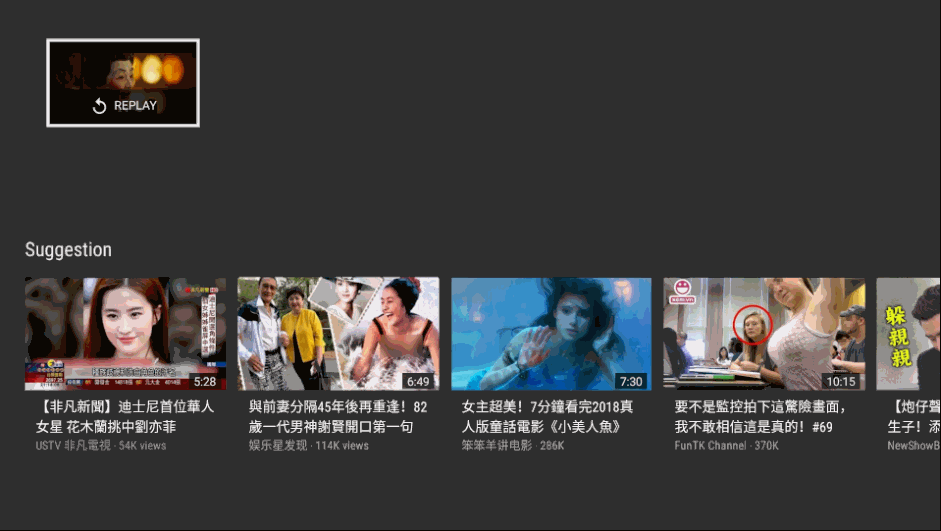 REPLAY
Suggestion
5:28
6:49
7:30
10:15
躲
親
親
【非凡新聞】迪士尼首位華人
女星 花木蘭挑中劉亦菲
USTV 非凡電視 · 54K views
與前妻分隔45年後再重逢！82
歲一代男神謝賢開口第一句
娱乐星发现 · 114K views
女主超美！7分鐘看完2018真
人版童話電影《小美人魚》
笨笨羊讲电影 · 286K
要不是監控拍下這驚險畫面，
我不敢相信這是真的！#69
FunTK Channel · 370K
【炮仔聲
生子！添
NewShowB